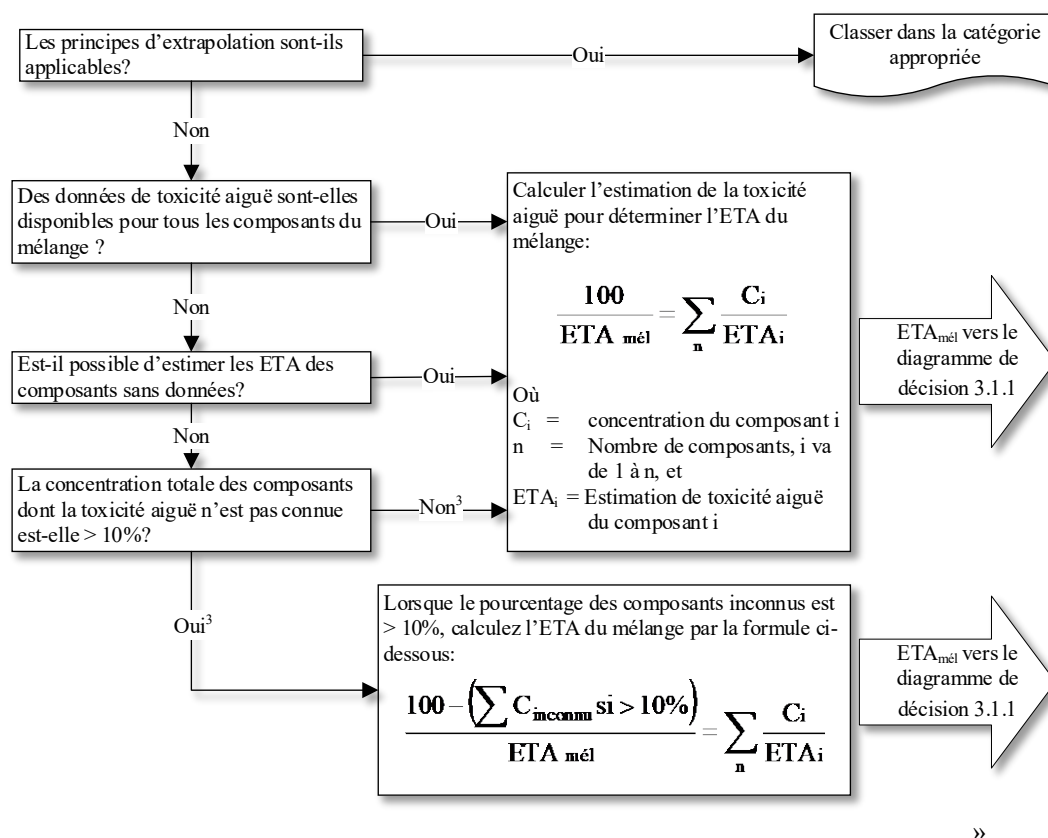 Les principes d'extrapolation sont-ils
applicables?
Oui
Classer dans la catégorie
appropriée
Non
Des données de toxicité aiguë sont-elles
disponibles pour tous les composants du
mélange ?
Oui
Calculer l'estimation de la toxicité
aiguë pour déterminer l'ETA du
mélange:
100 / ETA mél = ∑ n Ci / ETAi
Où
Ci = concentration du composant i
n = Nombre de composants, i va
de 1 à n, et
ETAi = Estimation de toxicité aiguë
du composant i
ETAmél vers le
diagramme de
décision 3.1.1
Non
Est-il possible d'estimer les ETA des
composants sans données?
Oui
Non
La concentration totale des composants
dont la toxicité aiguë n'est pas connue
est-elle > 10%?
Non³
Oui³
Lorsque le pourcentage des composants inconnus est
> 10%, calculez l'ETA du mélange par la formule ci-
dessous:
100 – (∑ Cinconnu si > 10%) / ETA mél = ∑ n Ci / ETAi
ETAmél vers le
diagramme de
décision 3.1.1
»